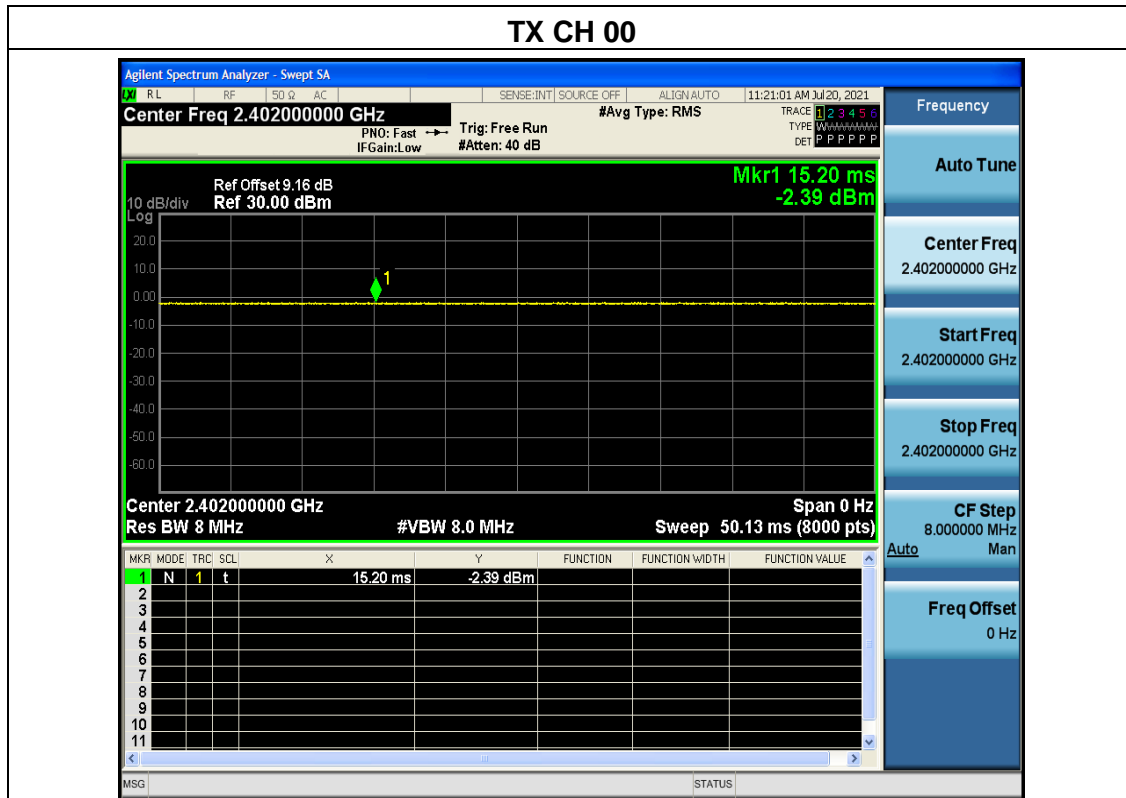 TX CH 00
Agilent Spectrum Analyzer - Swept SA
LXI RL RF 50 Ω AC SENSE:INT SOURCE OFF ALIGNAUTO 11:21:01 AM Jul 20, 2021
Center Freq 2.402000000 GHz #Avg Type: RMS TRACE 1 2 3 4 5 6
PNO: Fast Trig: Free Run TYPE
IFGain:Low #Atten: 40 dB DET P P P P P P
Mkr1 15.20 ms
Ref Offset 9.16 dB
-2.39 dBm
10 dB/div Ref 30.00 dBm
Log
20.0
10.0
1
0.00
-10.0
-20.0
-30.0
-40.0
-50.0
-60.0
Center 2.402000000 GHz Span 0 Hz
Res BW 8 MHz #VBW 8.0 MHz Sweep 50.13 ms (8000 pts)
MKR MODE TRC SCL X Y FUNCTION FUNCTION WIDTH FUNCTION VALUE
1 N 1 t 15.20 ms -2.39 dBm
2
3
4
5
6
7
8
9
10
11
MSG STATUS
Frequency
Auto Tune
Center Freq
2.402000000 GHz
Start Freq
2.402000000 GHz
Stop Freq
2.402000000 GHz
CF Step
8.000000 MHz
Auto Man
Freq Offset
0 Hz